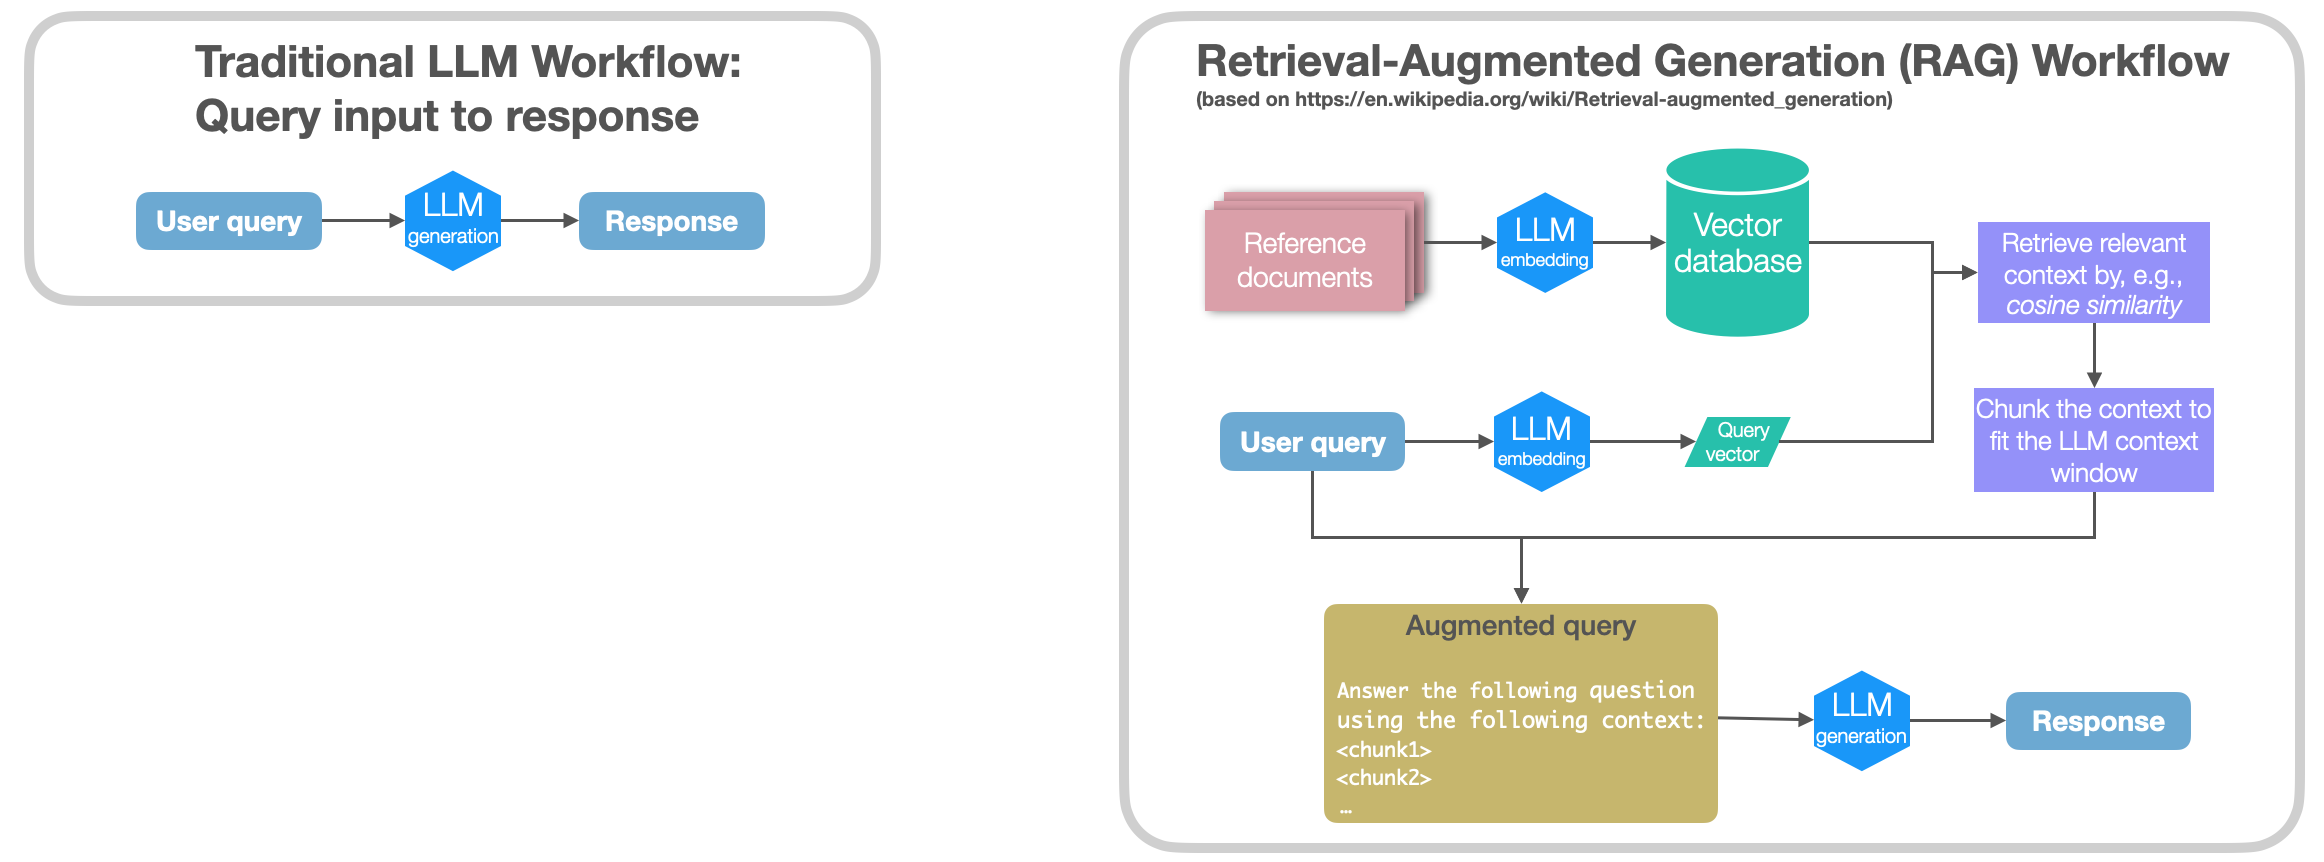 Traditional LLM Workflow:
Query input to response
User query
LLM
generation
Response
Retrieval-Augmented Generation (RAG) Workflow
(based on https://en.wikipedia.org/wiki/Retrieval-augmented_generation)
Reference
documents
LLM
embedding
Vector
database
Retrieve relevant
context by, e.g.,
cosine similarity
User query
LLM
embedding
Query
vector
Chunk the context to
fit the LLM context
window
Augmented query
Answer the following question
using the following context:
<chunk1>
<chunk2>
…
LLM
generation
Response